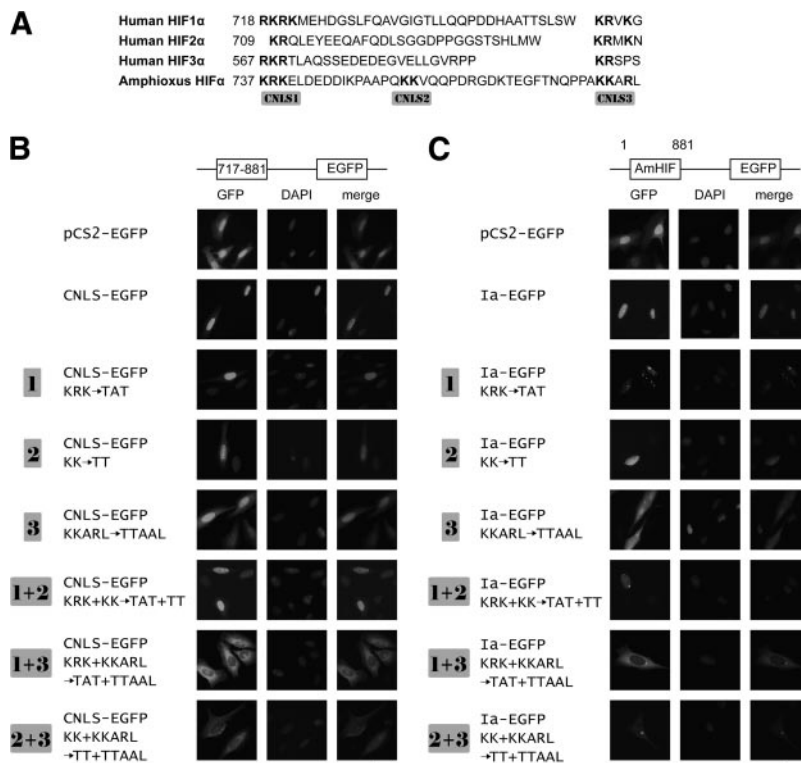 A
Human HIF1α 718 RKRKMEHDGSLFQAVGIGTLLQQPDDHAATTSLSW KRVKG
Human HIF2α 709 KRQLEYEEQAFQDLSGGDPPGGSTSHLMW KRMKN
Human HIF3α 567 RKRTLAQSSEDEDEGVELLGVRPP KRSPS
Amphioxus HIFα 737 KRKELDEDDIKPAAPQKKVQQPDRGDKTEGFTNQPPAKKARL
CNLS1 CNLS2 CNLS3
B
717-881 EGFP
GFP DAPI merge
pCS2-EGFP
CNLS-EGFP
1 CNLS-EGFP
KRK→TAT
2 CNLS-EGFP
KK→TT
3 CNLS-EGFP
KKARL→TTAAL
1+2 CNLS-EGFP
KRK+KK→TAT+TT
1+3 CNLS-EGFP
KRK+KKARL
→TAT+TTAAL
2+3 CNLS-EGFP
KK+KKARL
→TT+TTAAL
C
1 881
AmHIF EGFP
GFP DAPI merge
pCS2-EGFP
Ia-EGFP
1 Ia-EGFP
KRK→TAT
2 Ia-EGFP
KK→TT
3 Ia-EGFP
KKARL→TTAAL
1+2 Ia-EGFP
KRK+KK→TAT+TT
1+3 Ia-EGFP
KRK+KKARL
→TAT+TTAAL
2+3 Ia-EGFP
KK+KKARL
→TT+TTAAL